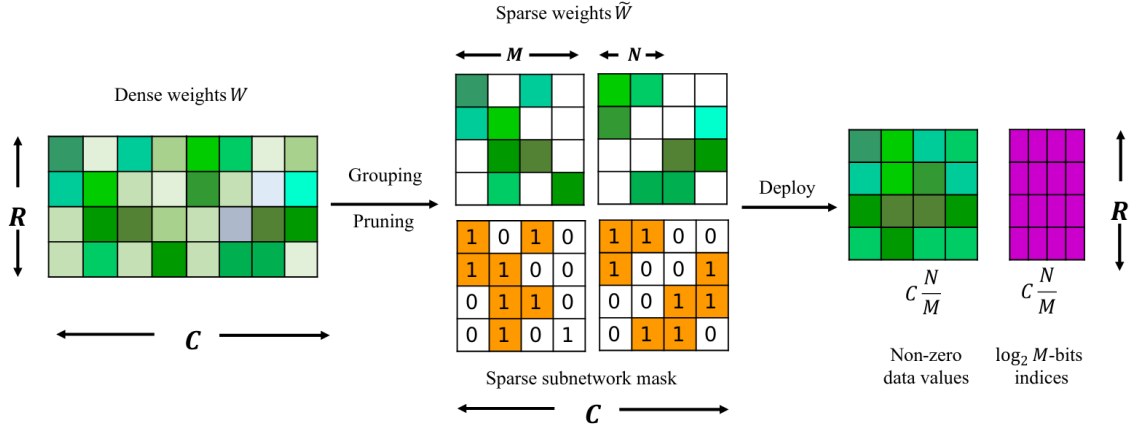 Sparse weights W̃
M
N
Dense weights W
R
C
Grouping
Pruning
1 0 1 0
1 1 0 0
0 1 1 0
0 1 0 1
1 1 0 0
1 0 0 1
0 0 1 1
0 1 1 0
Sparse subnetwork mask
C
Deploy
R
C N/M
C N/M
Non-zero
data values
log₂ M-bits
indices